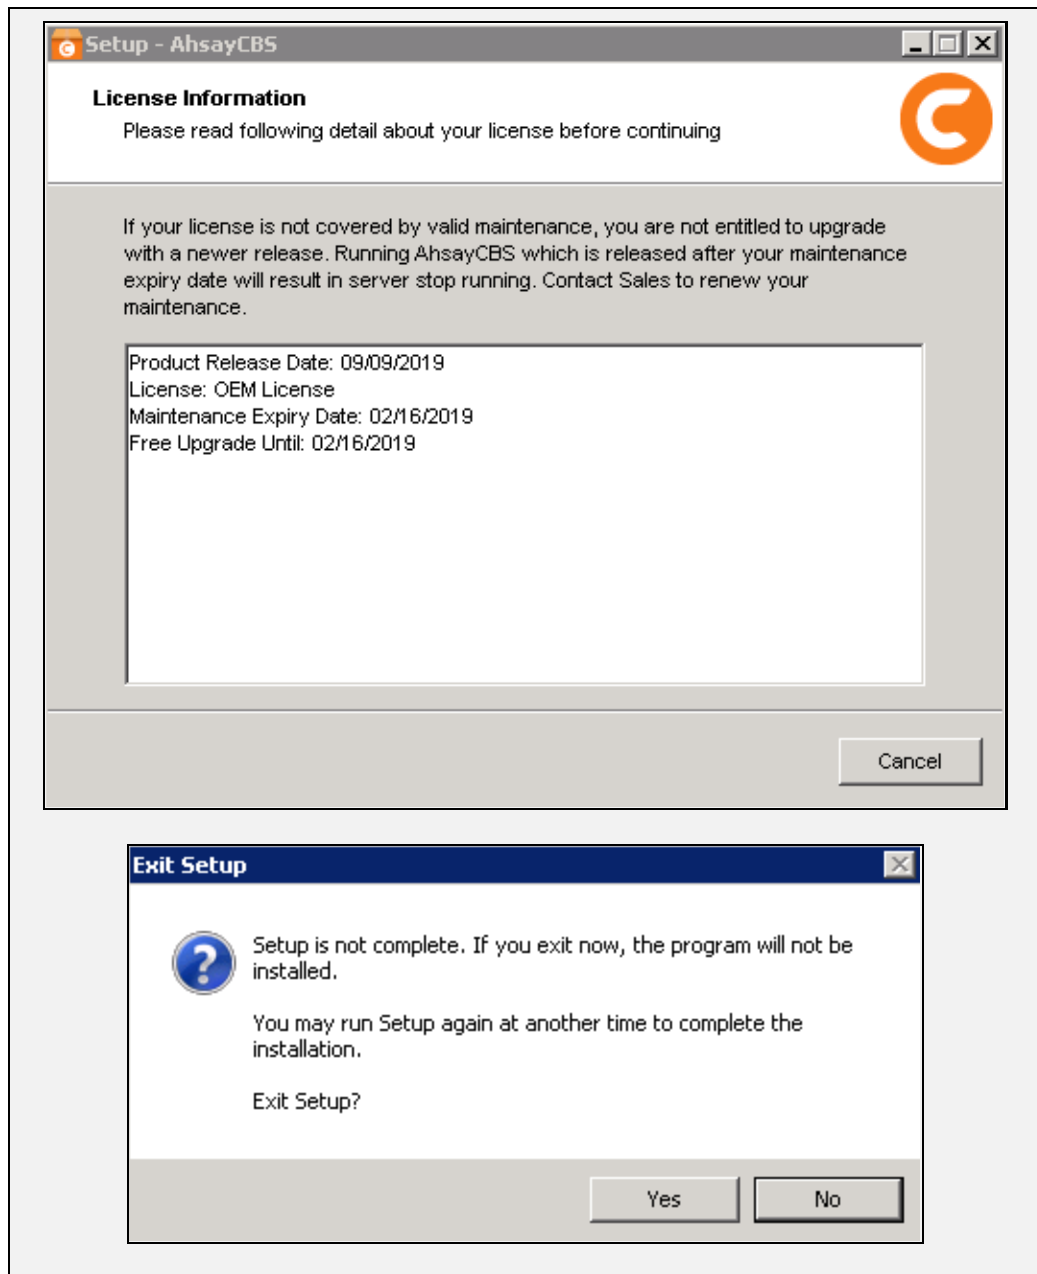 Setup - AhsayCBS
License Information
Please read following detail about your license before continuing
If your license is not covered by valid maintenance, you are not entitled to upgrade
with a newer release. Running AhsayCBS which is released after your maintenance
expiry date will result in server stop running. Contact Sales to renew your
maintenance.
Product Release Date: 09/09/2019
License: OEM License
Maintenance Expiry Date: 02/16/2019
Free Upgrade Until: 02/16/2019
Cancel
Exit Setup
Setup is not complete. If you exit now, the program will not be
installed.
You may run Setup again at another time to complete the
installation.
Exit Setup?
Yes No